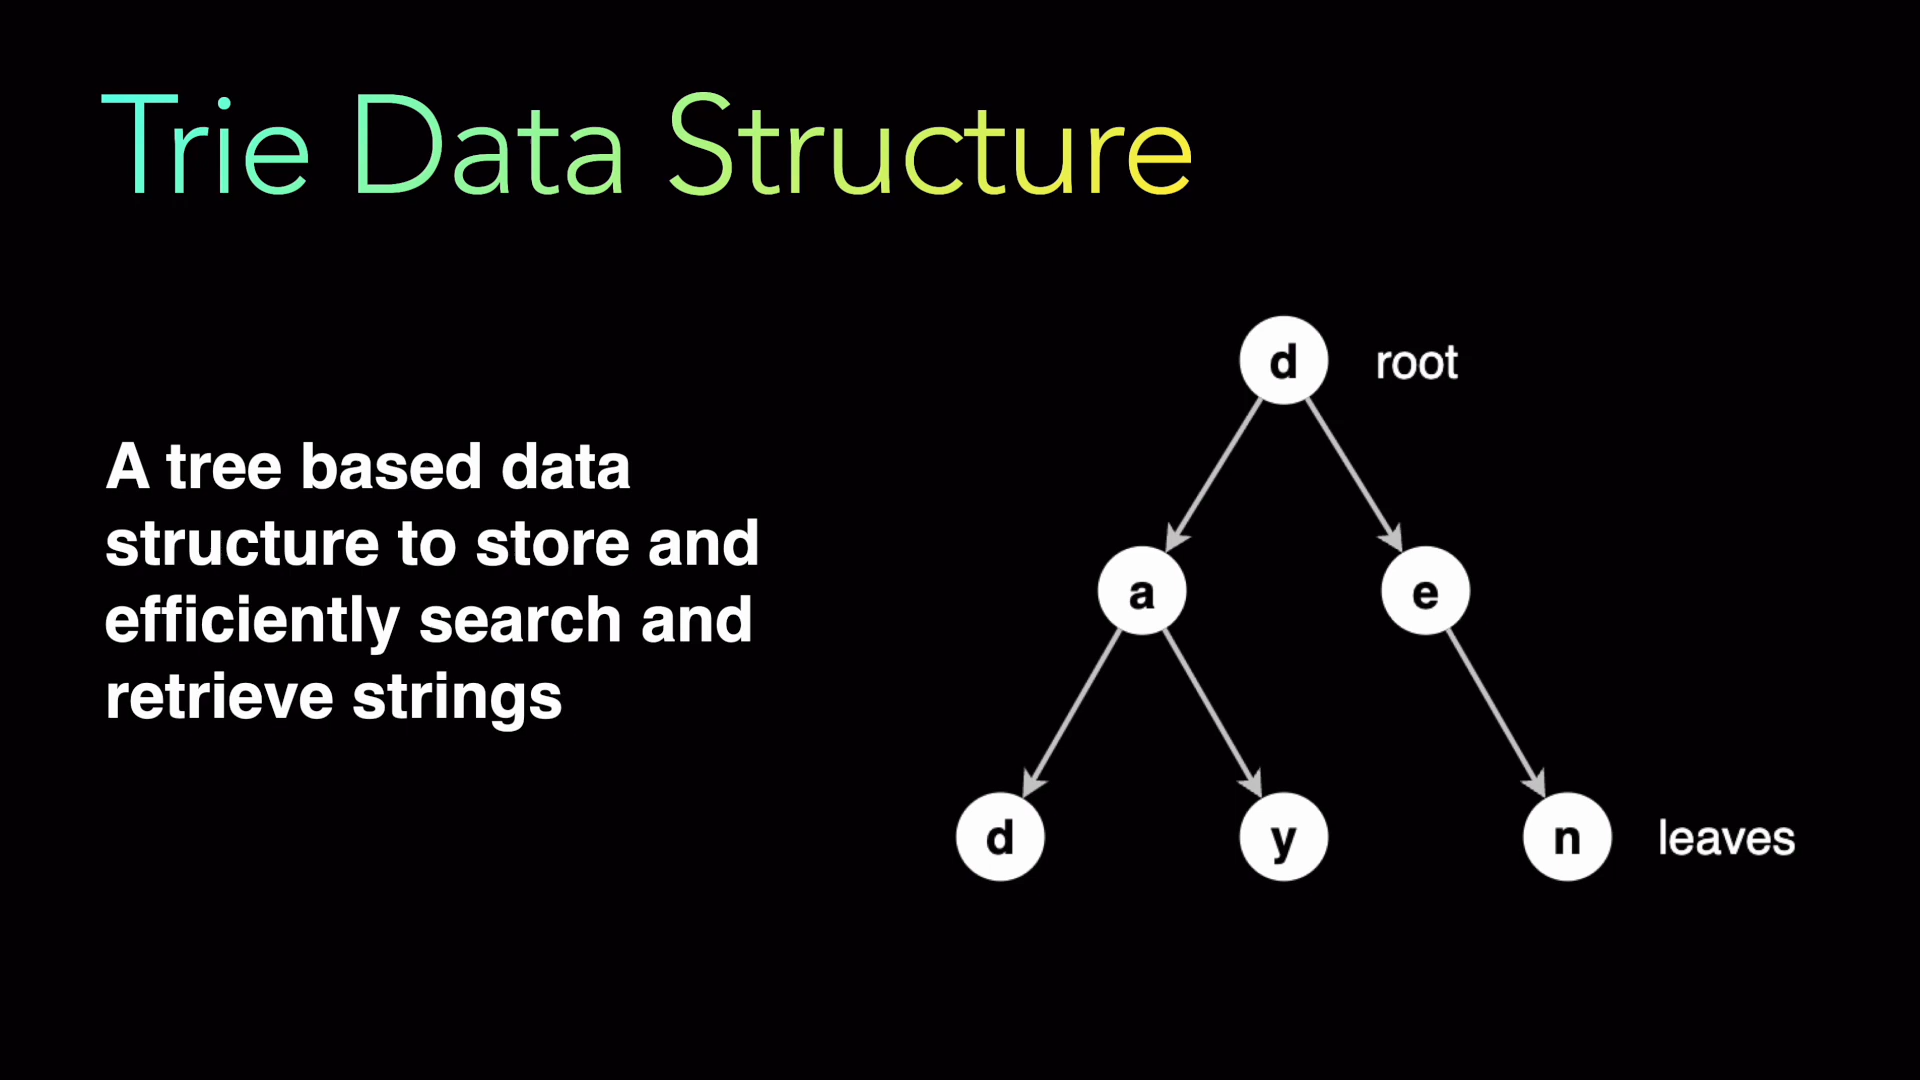 Trie Data Structure
A tree based data
structure to store and
efficiently search and
retrieve strings
d root
a e
d y n leaves